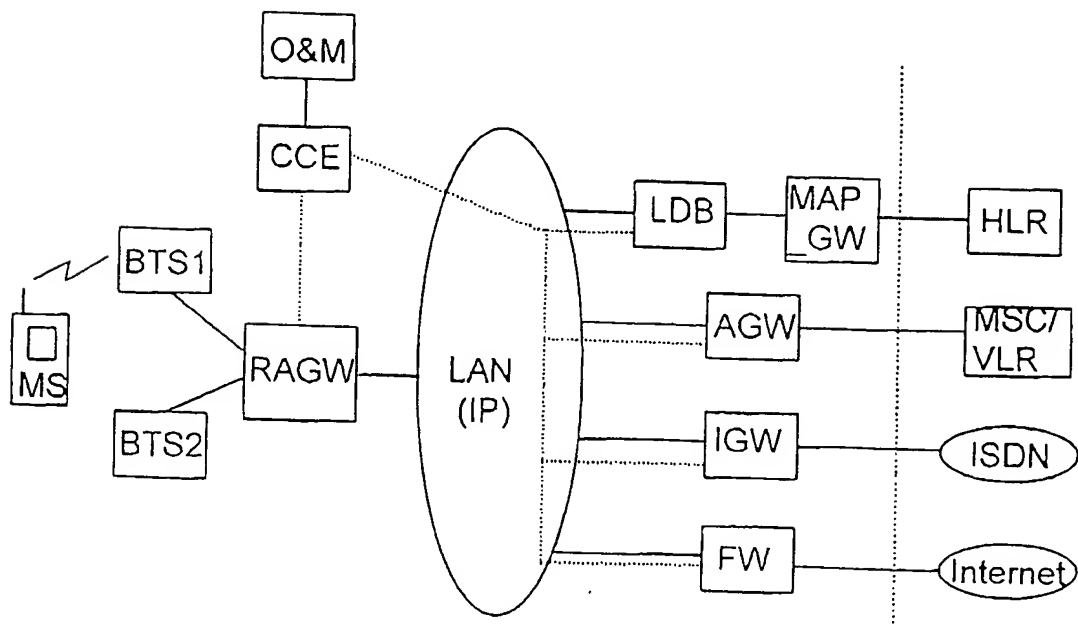 O&M
CCE
LDB
MAP
_GW
HLR
BTS1
MS
RAGW
LAN
(IP)
AGW
MSC/
VLR
BTS2
IGW
ISDN
FW
Internet